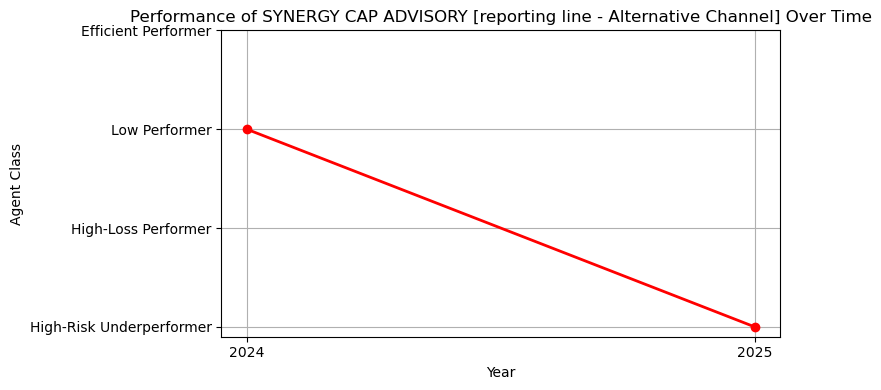 Performance of SYNERGY CAP ADVISORY [reporting line - Alternative Channel] Over Time
Efficient Performer
Low Performer
High-Loss Performer
High-Risk Underperformer
Agent Class
2024
2025
Year